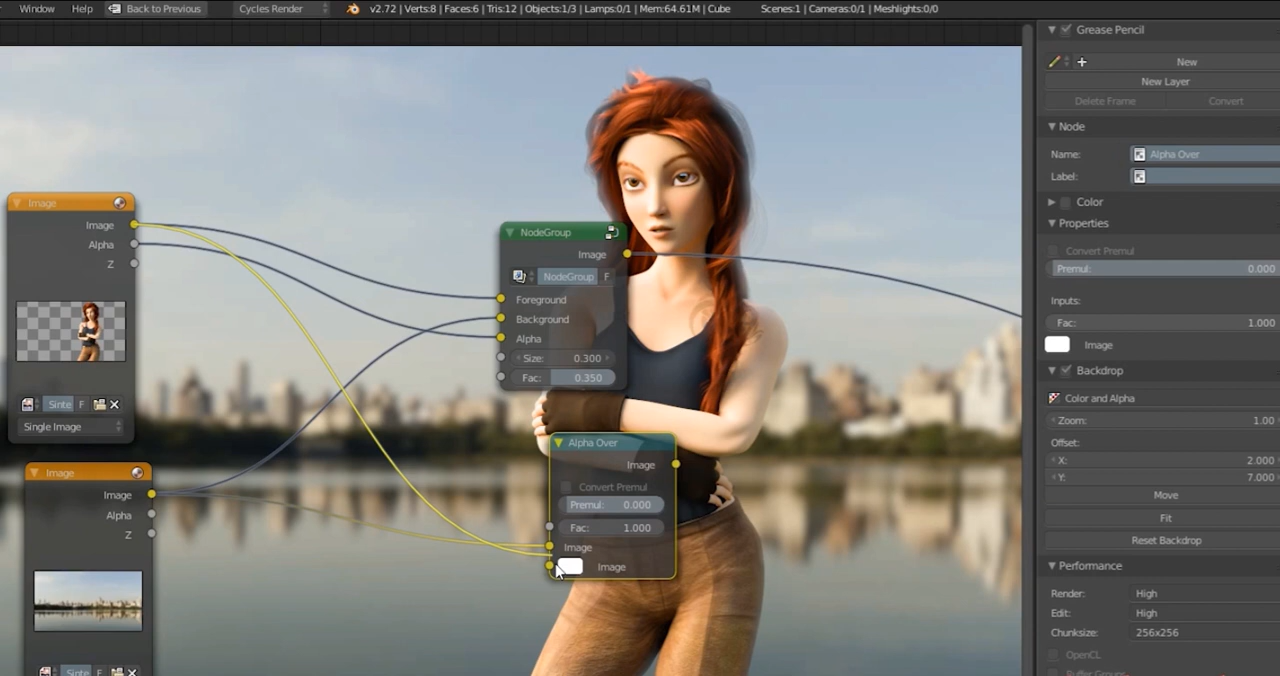 Window Help Back to Previous Cycles Render v2.72 | Verts:8 | Faces:6 | Tris:12 | Objects:1/3 | Lamps:0/1 | Mem:64.61M | Cube Scenes:1 | Cameras:0/1 | Meshlights:0/0
Grease Pencil
New
New Layer
Delete Frame Convert
Node
Name: Alpha Over
Label:
Color
Properties
Convert Premul
Premul: 0.000
Inputs:
Fac: 1.000
Image
Backdrop
Color and Alpha
Zoom: 1.00
Offset:
X: 2.000
Y: 7.000
Move
Fit
Reset Backdrop
Performance
Render: High
Edit: High
Chunksize: 256x256
OpenCL
Buffer Groups
Image
Image
Alpha
Z
Sinte F
Single Image
Image
Image
Alpha
Z
Sinte F
NodeGroup
Image
NodeGroup F
Foreground
Background
Alpha
Size: 0.300
Fac: 0.350
Alpha Over
Image
Convert Premul
Premul: 0.000
Fac: 1.000
Image
Image